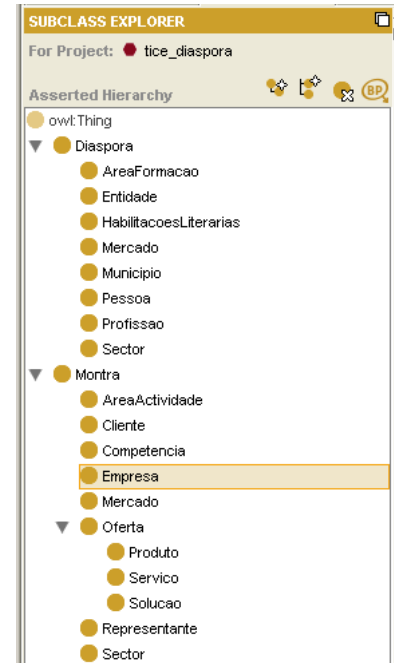 SUBCLASS EXPLORER
For Project: tice_diaspora
Asserted Hierarchy
BP
owl:Thing
Diaspora
AreaFormacao
Entidade
HabilitacoesLiterarias
Mercado
Municipio
Pessoa
Profissao
Sector
Montra
AreaActividade
Cliente
Competencia
Empresa
Mercado
Oferta
Produto
Servico
Solucao
Representante
Sector